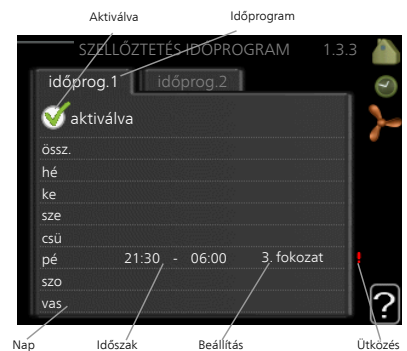 Aktiválva Időprogram
SZELLŐZTETÉS IDŐPROGRAM 1.3.3
időprog.1 időprog.2
aktiválva
össz.
hé
ke
sze
csü
pé 21:30 - 06:00 3. fokozat !
szo
vas
?
Nap Időszak Beállítás Ütközés